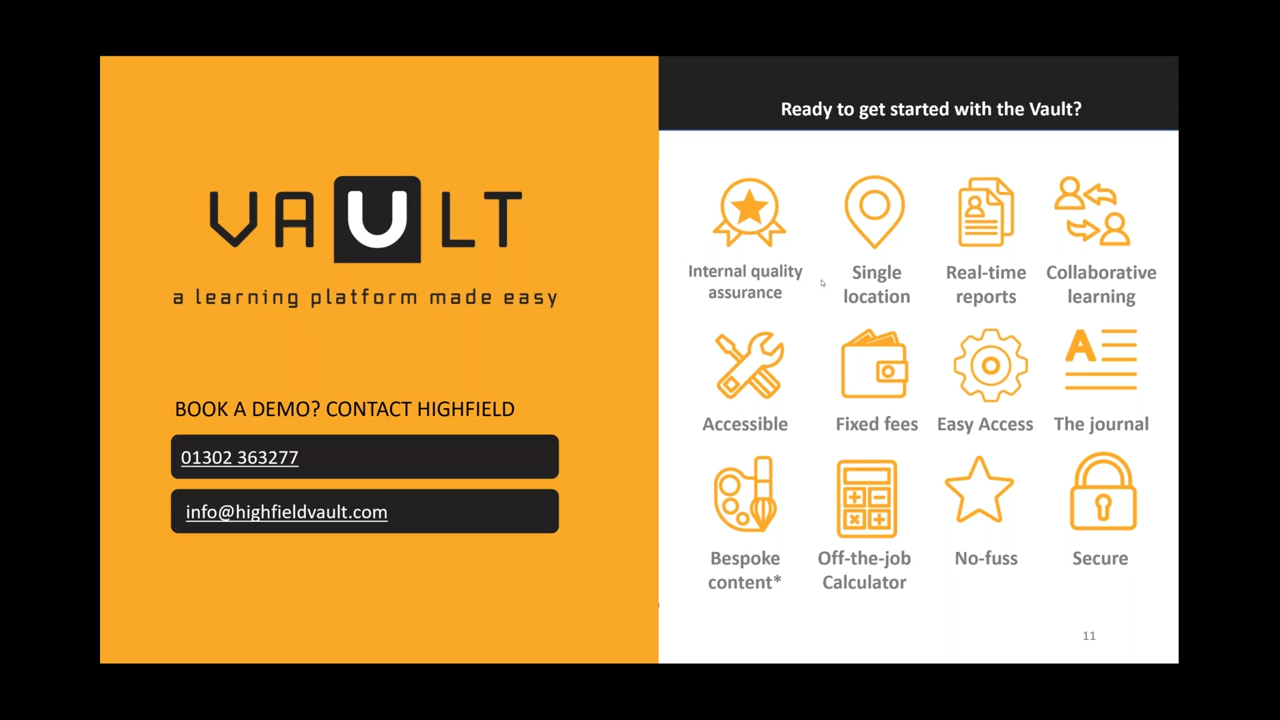 VAULT
a learning platform made easy
BOOK A DEMO? CONTACT HIGHFIELD
01302 363277
info@highfieldvault.com
Ready to get started with the Vault?
Internal quality
assurance
Single
location
Real-time
reports
Collaborative
learning
Accessible
Fixed fees
Easy Access
A
The journal
Bespoke
content*
Off-the-job
Calculator
No-fuss
Secure
11